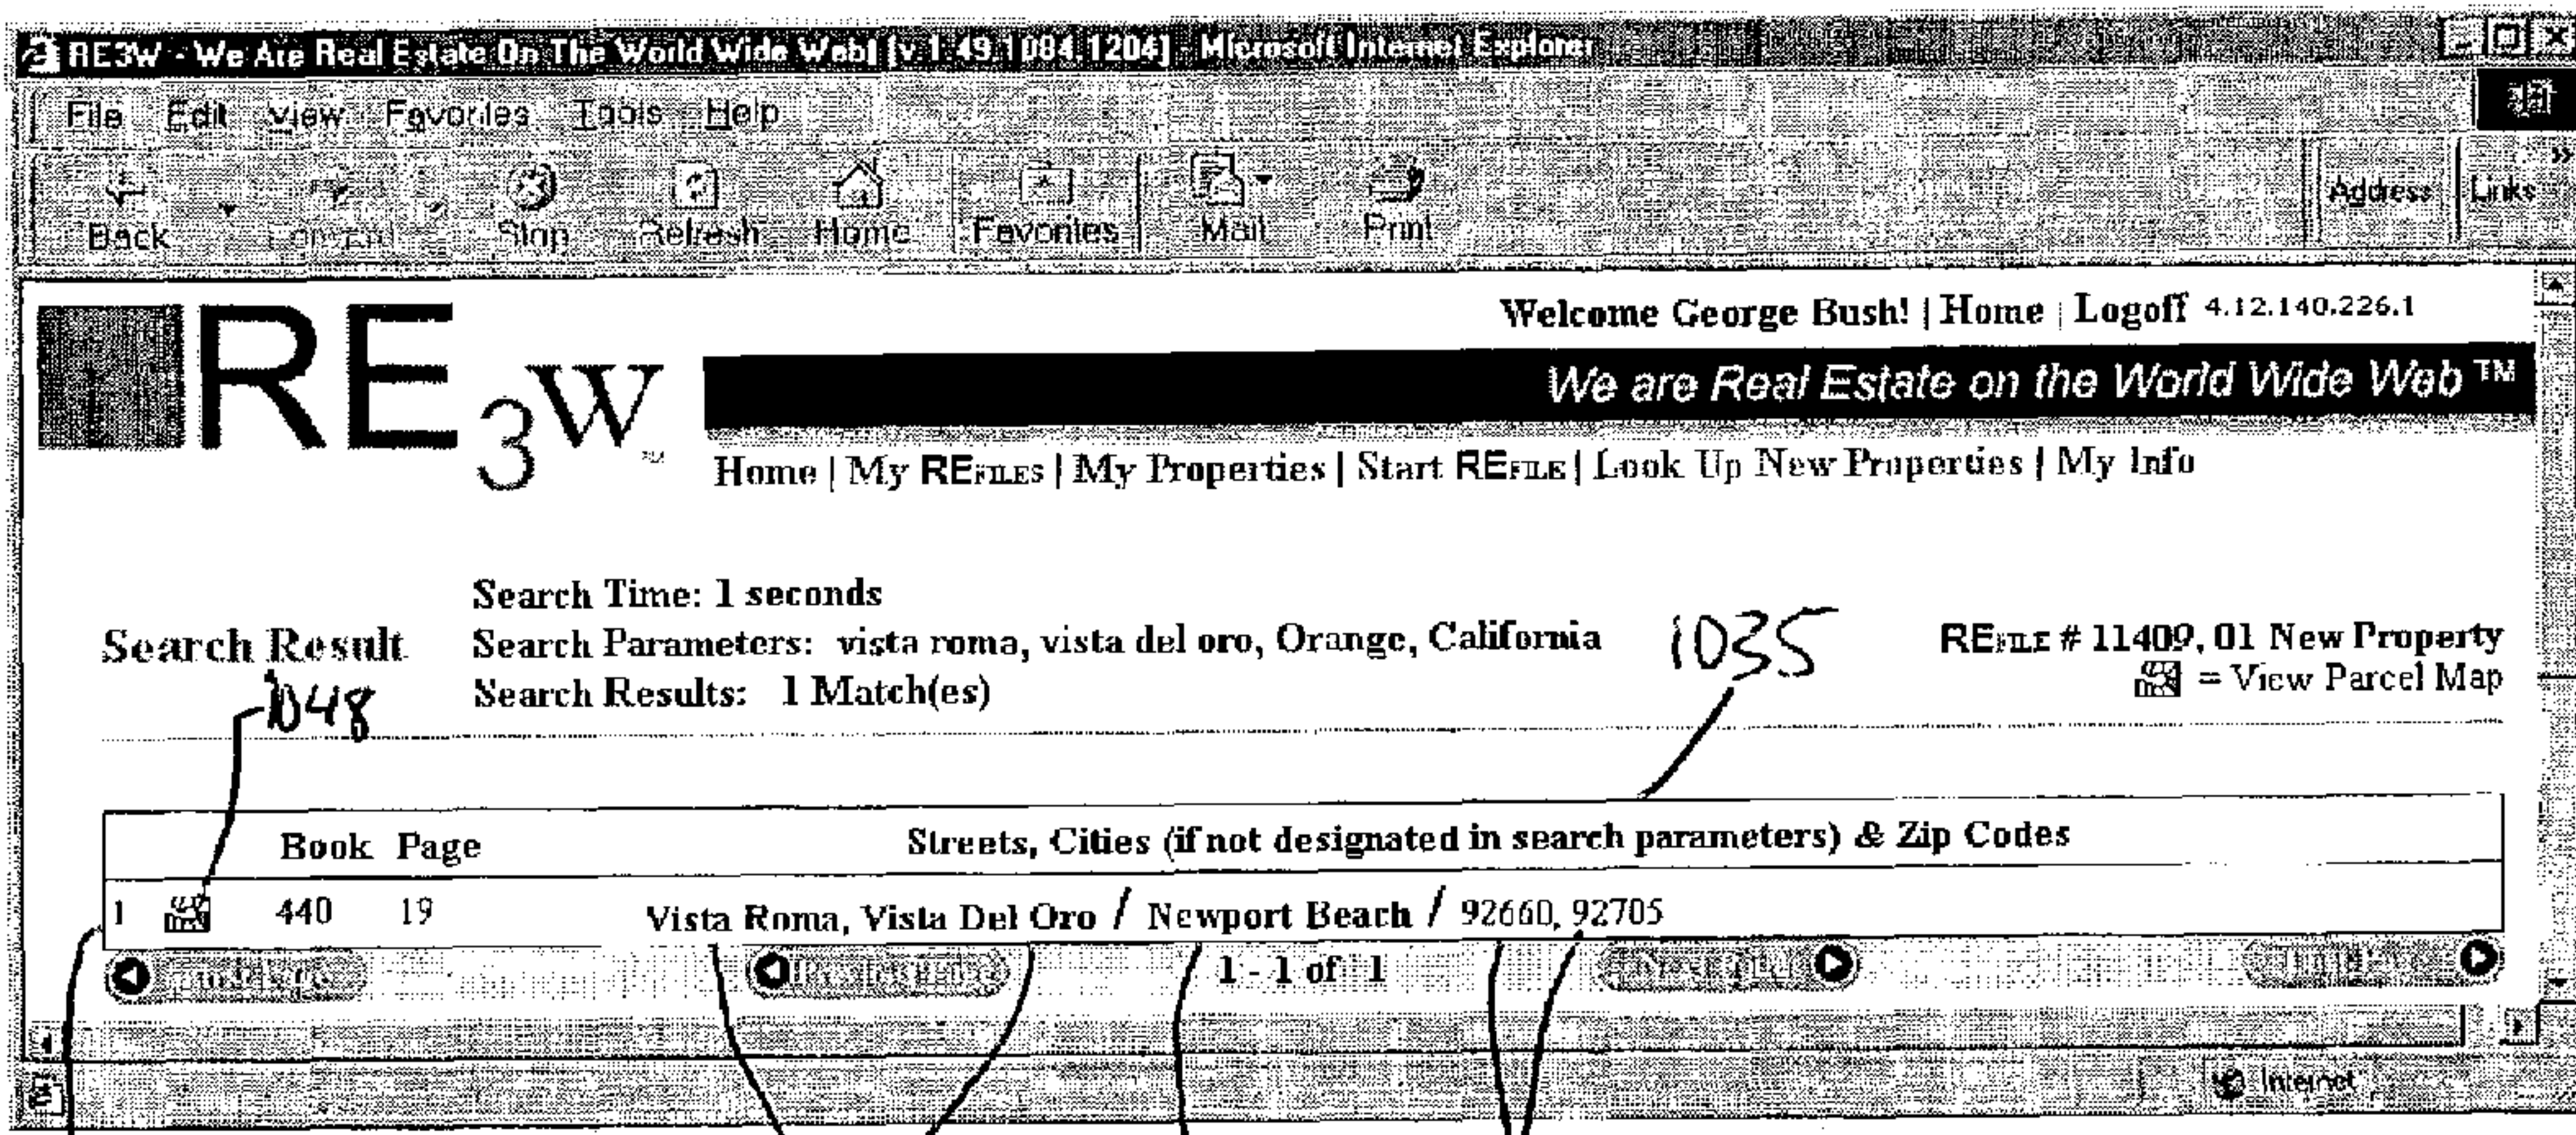 RE3W - We Are Real Estate On The World Wide Web! [v.1.49.1084.1204] - Microsoft Internet Explorer
File Edit View Favorites Tools Help
Back Forward Stop Refresh Home Favorites Mail Print Address Links »
Welcome George Bush! | Home | Logoff 4.12.140.226.1
RE3W ™
We are Real Estate on the World Wide Web ™
Home | My REFILES | My Properties | Start REFILE | Look Up New Properties | My Info
Search Time: 1 seconds
Search Result Search Parameters: vista roma, vista del oro, Orange, California 1035 REFILE # 11409, 01 New Property
1048 Search Results: 1 Match(es) = View Parcel Map
Book Page Streets, Cities (if not designated in search parameters) & Zip Codes
1 440 19 Vista Roma, Vista Del Oro / Newport Beach / 92660, 92705
1 - 1 of 1
Internet